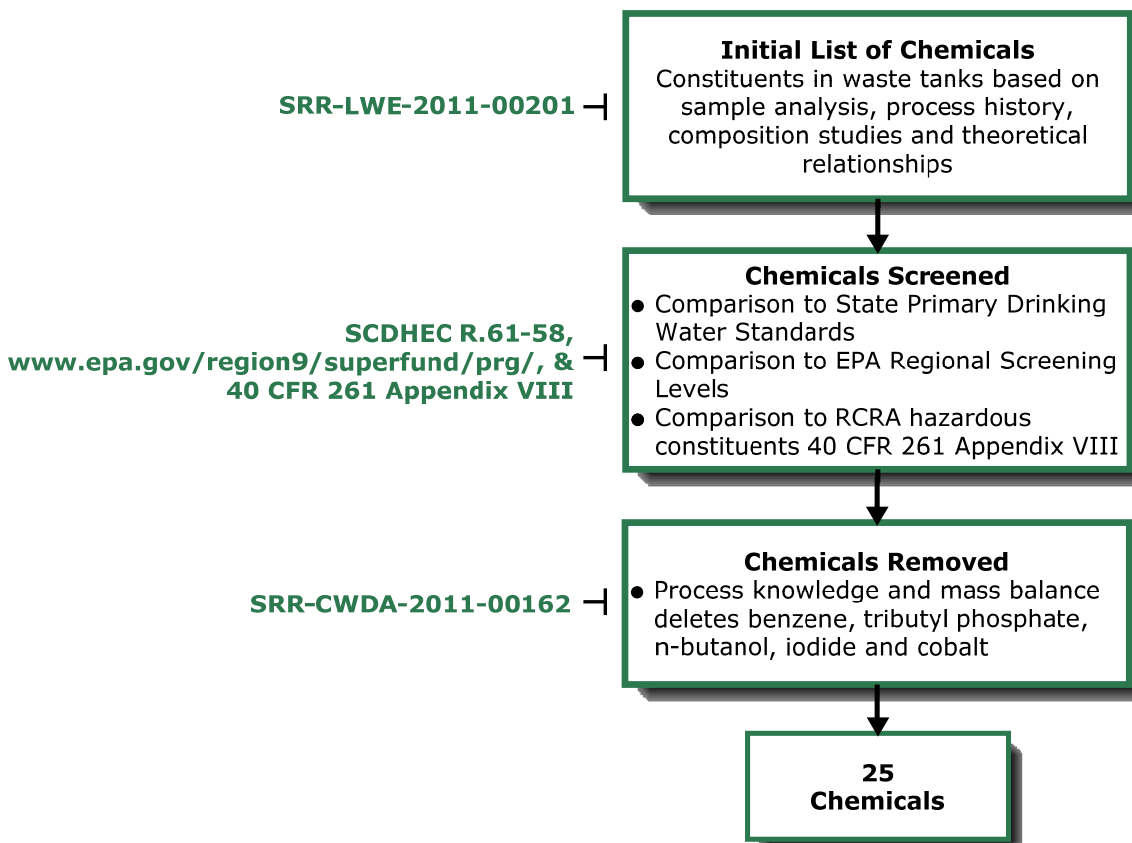 Initial List of Chemicals
Constituents in waste tanks based on
sample analysis, process history,
composition studies and theoretical
relationships
SRR-LWE-2011-00201
Chemicals Screened
● Comparison to State Primary Drinking
Water Standards
● Comparison to EPA Regional Screening
Levels
● Comparison to RCRA hazardous
constituents 40 CFR 261 Appendix VIII
SCDHEC R.61-58,
www.epa.gov/region9/superfund/prg/, &
40 CFR 261 Appendix VIII
Chemicals Removed
● Process knowledge and mass balance
deletes benzene, tributyl phosphate,
n-butanol, iodide and cobalt
SRR-CWDA-2011-00162
25
Chemicals